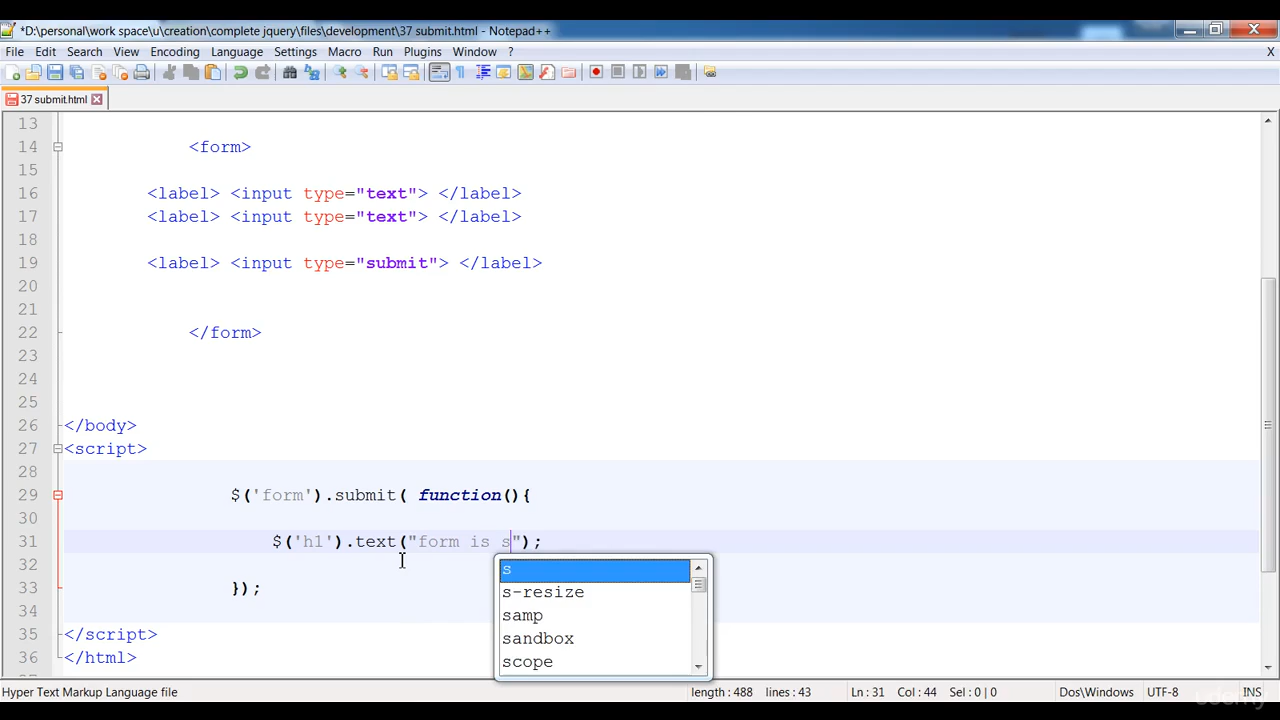 *D:\personal\work space\u\creation\complete jquery\files\development\37 submit.html - Notepad++
File Edit Search View Encoding Language Settings Macro Run Plugins Window ? X
37 submit.html
13
14 <form>
15
16 <label> <input type="text"> </label>
17 <label> <input type="text"> </label>
18
19 <label> <input type="submit"> </label>
20
21
22 </form>
23
24
25
26 </body>
27 <script>
28
29 $('form').submit( function(){
30
31 $('h1').text("form is s");
32
33 });
34
35 </script>
36 </html>
s
s-resize
samp
sandbox
scope
Hyper Text Markup Language file length : 488 lines : 43 Ln : 31 Col : 44 Sel : 0 | 0 Dos\Windows UTF-8 INS
udemy